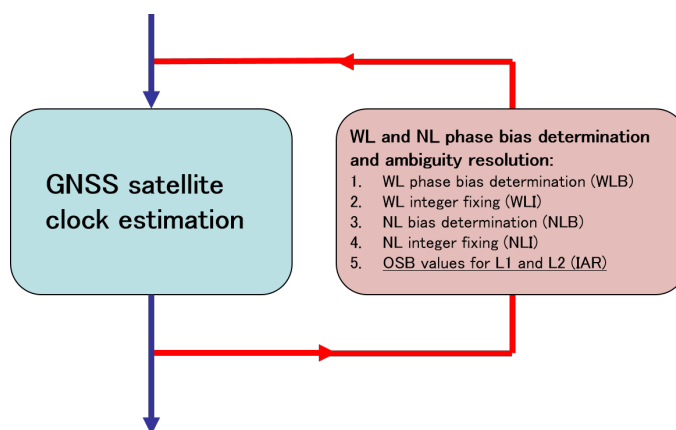 GNSS satellite
clock estimation
WL and NL phase bias determination
and ambiguity resolution:
1. WL phase bias determination (WLB)
2. WL integer fixing (WLI)
3. NL bias determination (NLB)
4. NL integer fixing (NLI)
5. OSB values for L1 and L2 (IAR)